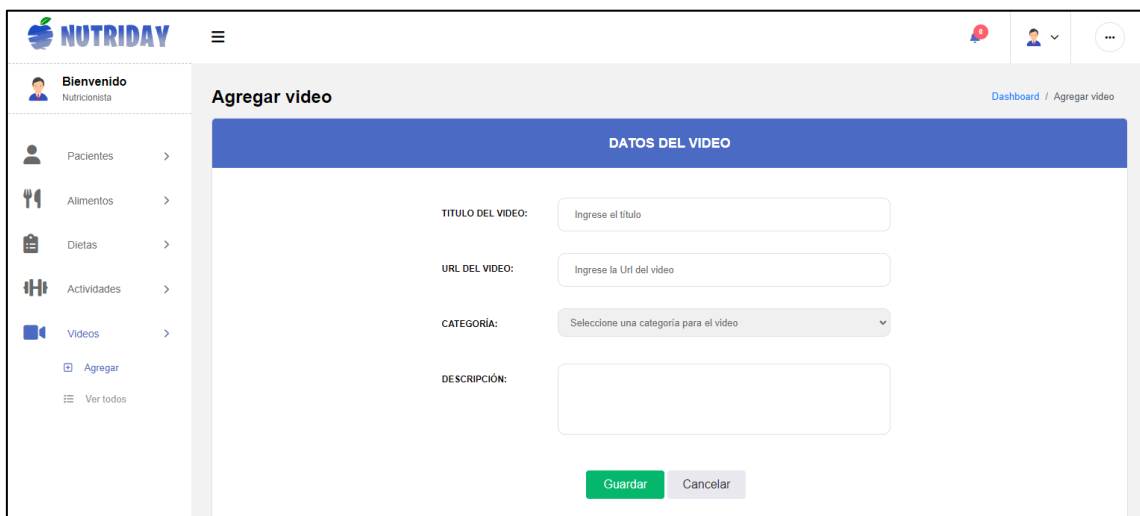 NUTRIDAY
0
Bienvenido
Nutricionista
Pacientes
Alimentos
Dietas
Actividades
Videos
Agregar
Ver todos
Agregar video
Dashboard / Agregar video
DATOS DEL VIDEO
TITULO DEL VIDEO:
Ingrese el título
URL DEL VIDEO:
Ingrese la Url del video
CATEGORÍA:
Seleccione una categoría para el video
DESCRIPCIÓN:
Guardar
Cancelar